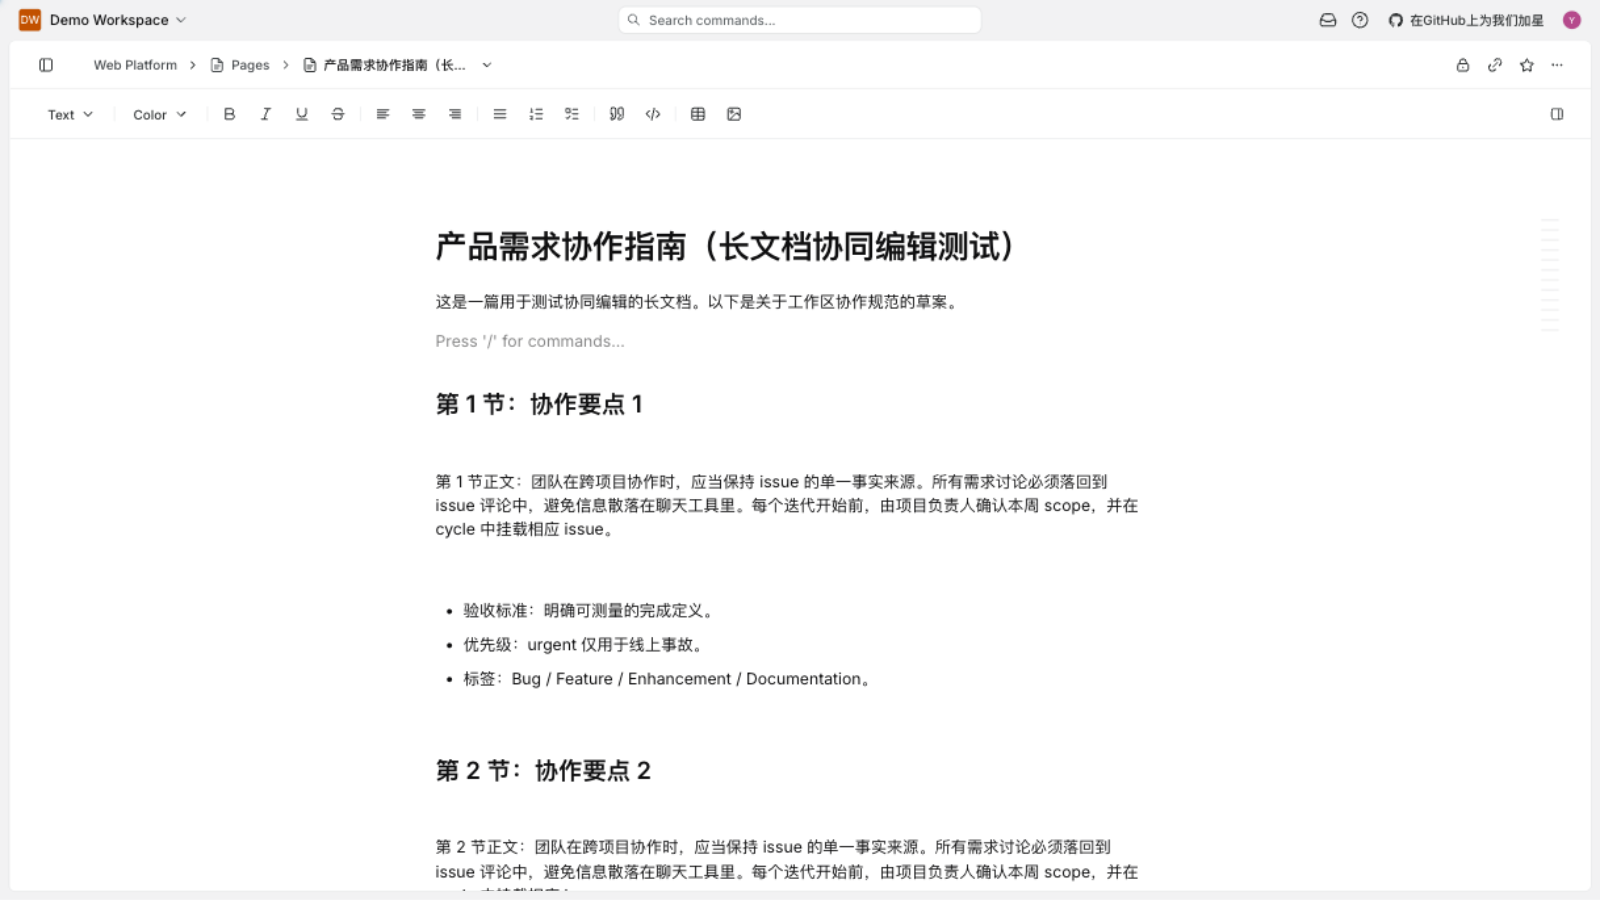 DW Demo Workspace
Search commands...
在GitHub上为我们加星
Y
Web Platform
Pages
产品需求协作指南（长...
Text
Color
产品需求协作指南（长文档协同编辑测试）
这是一篇用于测试协同编辑的长文档。以下是关于工作区协作规范的草案。
Press '/' for commands...
第 1 节：协作要点 1
第 1 节正文：团队在跨项目协作时，应当保持 issue 的单一事实来源。所有需求讨论必须落回到
issue 评论中，避免信息散落在聊天工具里。每个迭代开始前，由项目负责人确认本周 scope，并在
cycle 中挂载相应 issue。
• 验收标准：明确可测量的完成定义。
• 优先级：urgent 仅用于线上事故。
• 标签：Bug / Feature / Enhancement / Documentation。
第 2 节：协作要点 2
第 2 节正文：团队在跨项目协作时，应当保持 issue 的单一事实来源。所有需求讨论必须落回到
issue 评论中，避免信息散落在聊天工具里。每个迭代开始前，由项目负责人确认本周 scope，并在